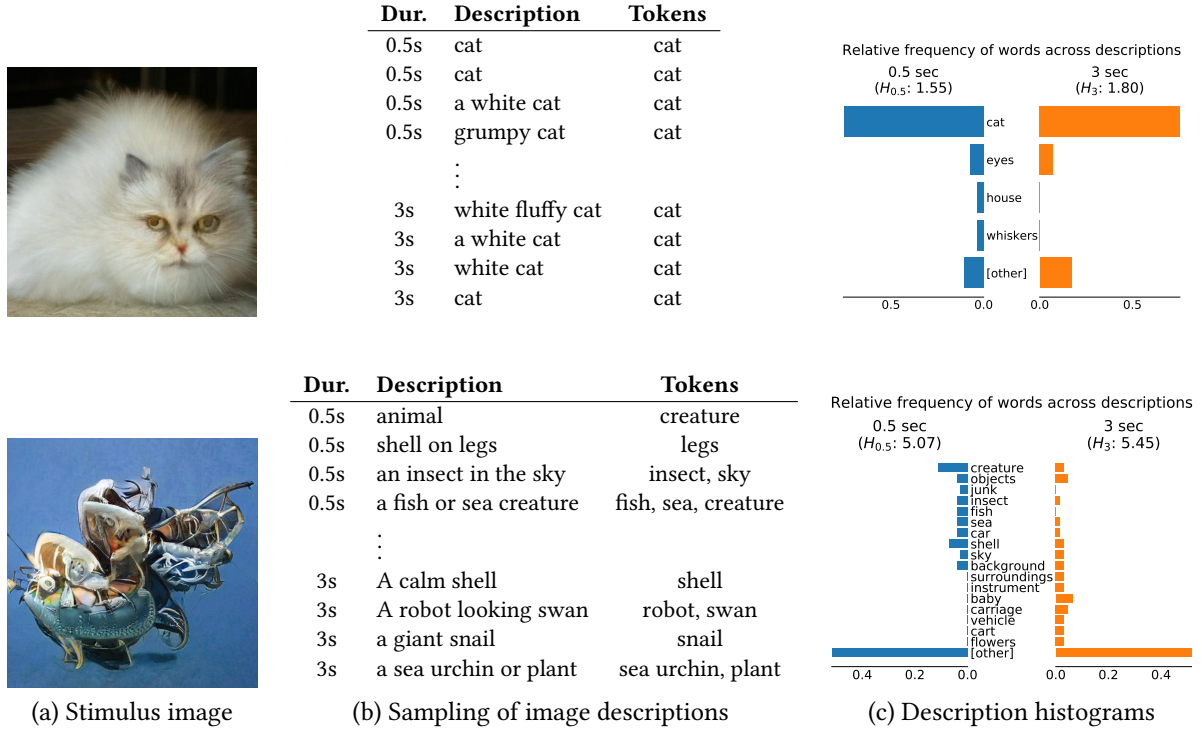 Dur. Description Tokens
0.5s cat cat
0.5s cat cat
0.5s a white cat cat
0.5s grumpy cat cat
⋮
3s white fluffy cat cat
3s a white cat cat
3s white cat cat
3s cat cat
Relative frequency of words across descriptions
0.5 sec 3 sec
(H0.5: 1.55) (H3: 1.80)
cat
eyes
house
whiskers
[other]
0.5 0.0 0.0 0.5
Dur. Description Tokens
0.5s animal creature
0.5s shell on legs legs
0.5s an insect in the sky insect, sky
0.5s a fish or sea creature fish, sea, creature
⋮
3s A calm shell shell
3s A robot looking swan robot, swan
3s a giant snail snail
3s a sea urchin or plant sea urchin, plant
Relative frequency of words across descriptions
0.5 sec 3 sec
(H0.5: 5.07) (H3: 5.45)
creature
objects
junk
insect
fish
sea
car
shell
sky
background
surroundings
instrument
baby
carriage
vehicle
cart
flowers
[other]
0.4 0.2 0.0 0.0 0.2 0.4
(a) Stimulus image (b) Sampling of image descriptions (c) Description histograms